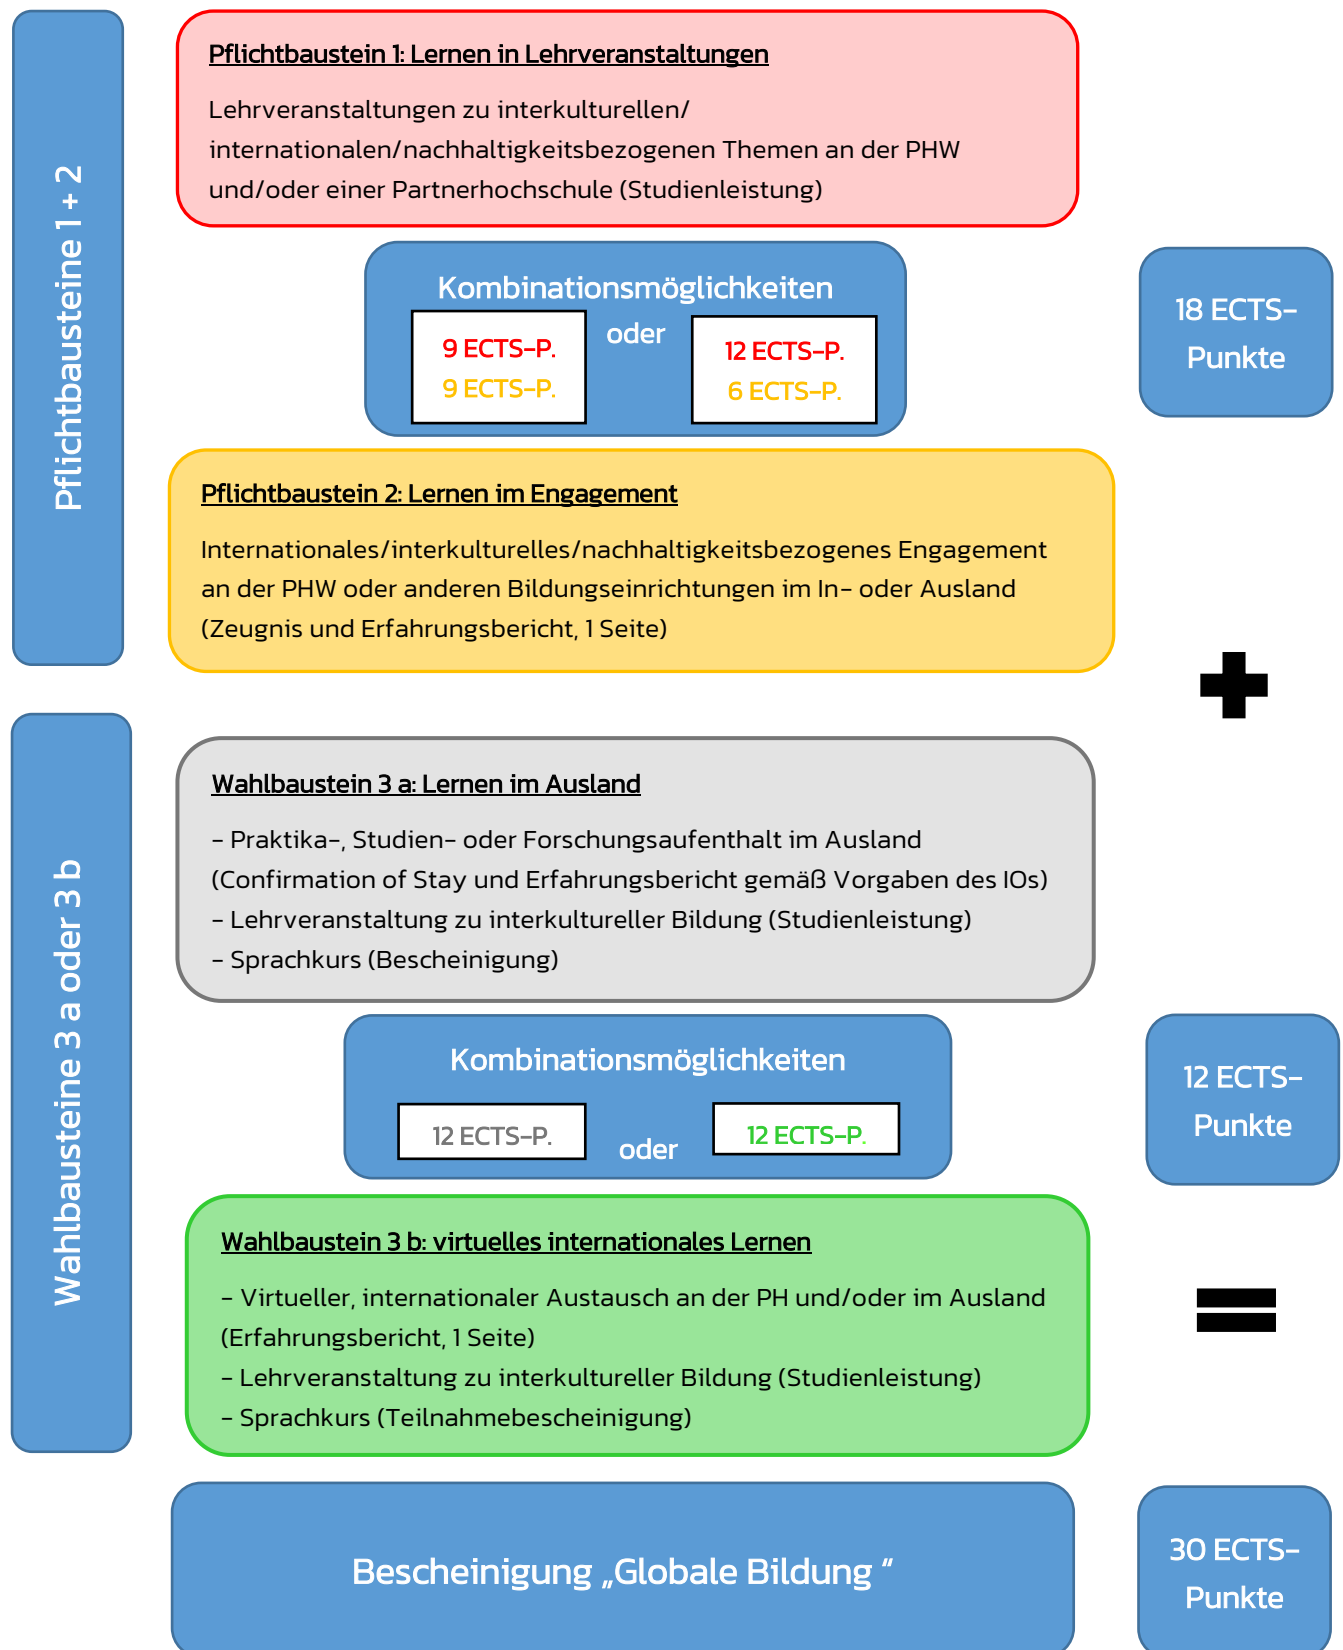 Pflichtbausteine 1 + 2
Pflichtbaustein 1: Lernen in Lehrveranstaltungen
Lehrveranstaltungen zu interkulturellen/
internationalen/nachhaltigkeitsbezogenen Themen an der PHW
und/oder einer Partnerhochschule (Studienleistung)
Kombinationsmöglichkeiten
oder
9 ECTS-P.
9 ECTS-P.
12 ECTS-P.
6 ECTS-P.
18 ECTS-
Punkte
Pflichtbaustein 2: Lernen im Engagement
Internationales/interkulturelles/nachhaltigkeitsbezogenes Engagement
an der PHW oder anderen Bildungseinrichtungen im In- oder Ausland
(Zeugnis und Erfahrungsbericht, 1 Seite)
Wahlbausteine 3 a oder 3 b
Wahlbaustein 3 a: Lernen im Ausland
- Praktika-, Studien- oder Forschungsaufenthalt im Ausland
(Confirmation of Stay und Erfahrungsbericht gemäß Vorgaben des IOs)
- Lehrveranstaltung zu interkultureller Bildung (Studienleistung)
- Sprachkurs (Bescheinigung)
Kombinationsmöglichkeiten
12 ECTS-P.
oder
12 ECTS-P.
12 ECTS-
Punkte
Wahlbaustein 3 b: virtuelles internationales Lernen
- Virtueller, internationaler Austausch an der PH und/oder im Ausland
(Erfahrungsbericht, 1 Seite)
- Lehrveranstaltung zu interkultureller Bildung (Studienleistung)
- Sprachkurs (Teilnahmebescheinigung)
Bescheinigung „Globale Bildung “
30 ECTS-
Punkte